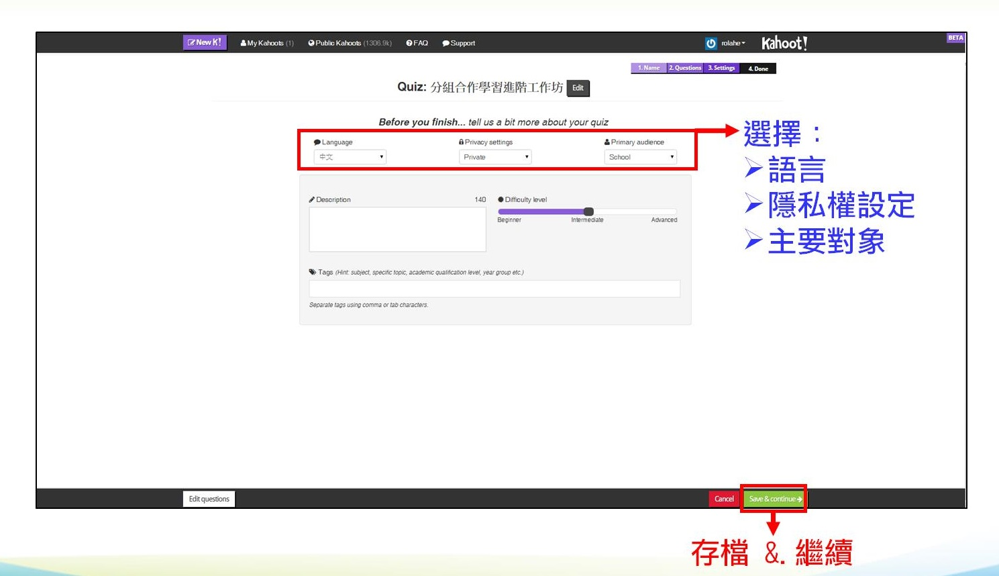 New K! My Kahoots (1) Public Kahoots (1306.9k) FAQ Support rolahe Kahoot! BETA
1. Name 2. Questions 3. Settings 4. Done
Quiz: 分組合作學習進階工作坊 Edit
Before you finish... tell us a bit more about your quiz
Language Privacy settings Primary audience
中文 Private School
選擇：
➢語言
➢隱私權設定
➢主要對象
Description 140 Difficulty level
Beginner Intermediate Advanced
Tags (Hint: subject, specific topic, academic qualification level, year group etc.)
Separate tags using comma or tab characters.
Edit questions Cancel Save & continue
存檔 &. 繼續